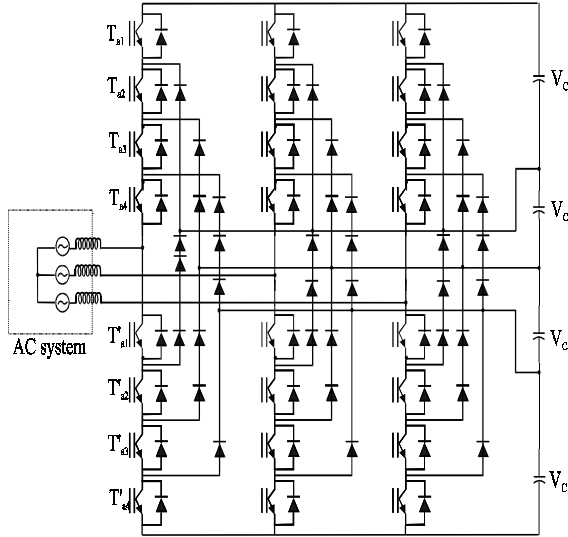 Ta1
Ta2
Ta3
Ta4
VC
VC
AC system
T'a1
T'a2
T'a3
T'a4
VC
VC